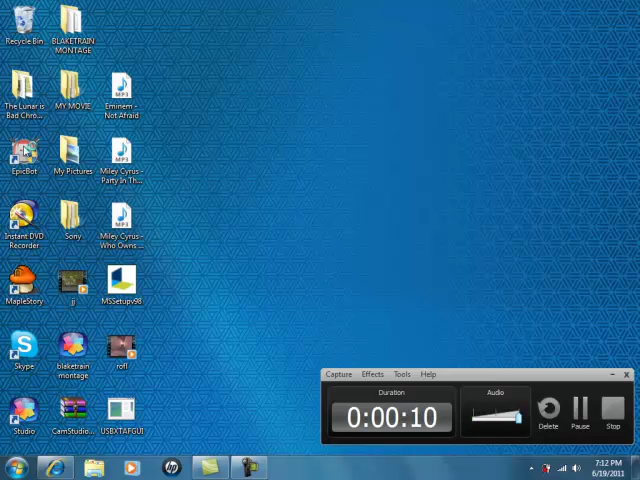 Recycle Bin
BLAKETRAIN
MONTAGE
The Lunar is
Bad Chro...
MY MOVIE
Eminem -
Not Afraid
EpicBot
My Pictures
Miley Cyrus -
Party In Th...
Instant DVD
Recorder
Sony
Miley Cyrus -
Who Owns ...
MapleStory
jj
MSSetupv98
Skype
blaketrain
montage
rofl
Studio
CamStudio...
USBXTAFGUI
MP3
MP3
MP3
Capture Effects Tools Help
Duration
Audio
0:00:10
Delete
Pause
Stop
7:12 PM
6/19/2011